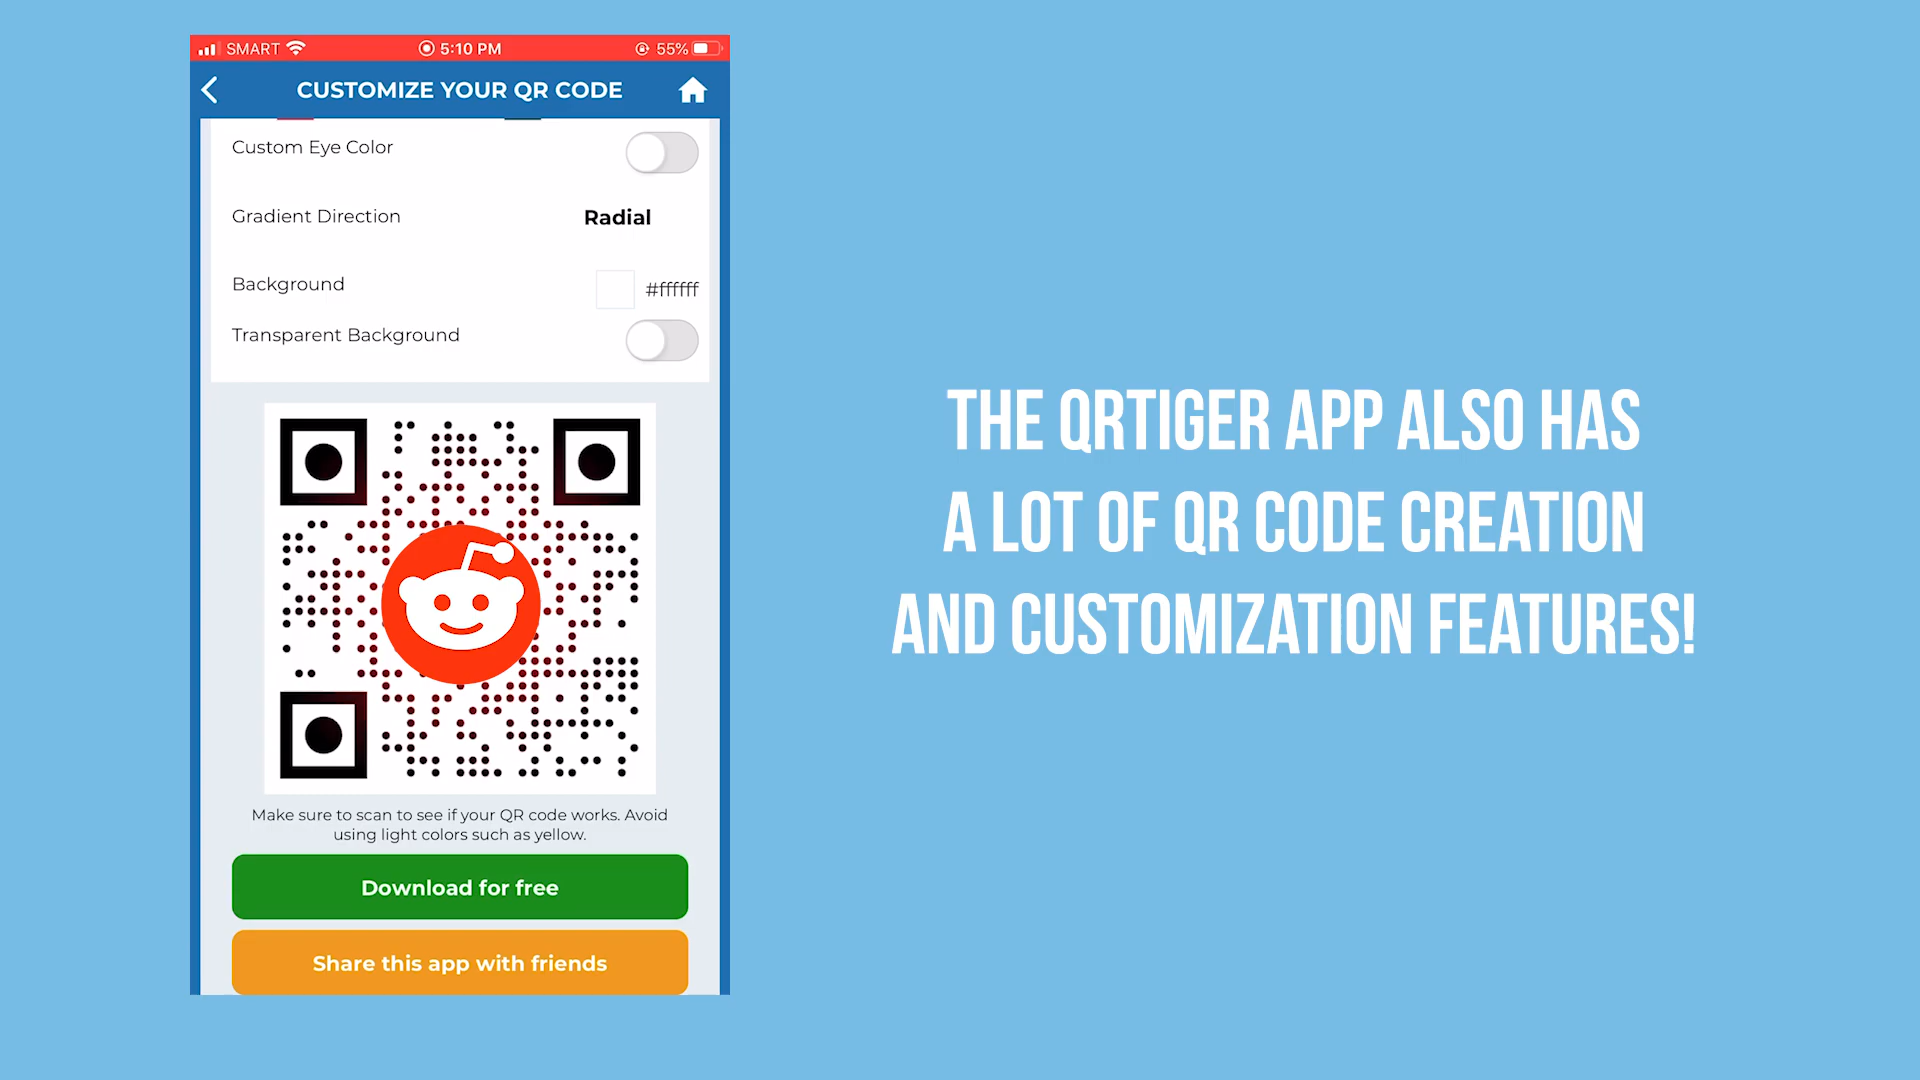 SMART 5:10 PM 55%
CUSTOMIZE YOUR QR CODE
Custom Eye Color
Gradient Direction Radial
Background #ffffff
Transparent Background
Make sure to scan to see if your QR code works. Avoid
using light colors such as yellow.
Download for free
Share this app with friends
THE QRTIGER APP ALSO HAS
A LOT OF QR CODE CREATION
AND CUSTOMIZATION FEATURES!